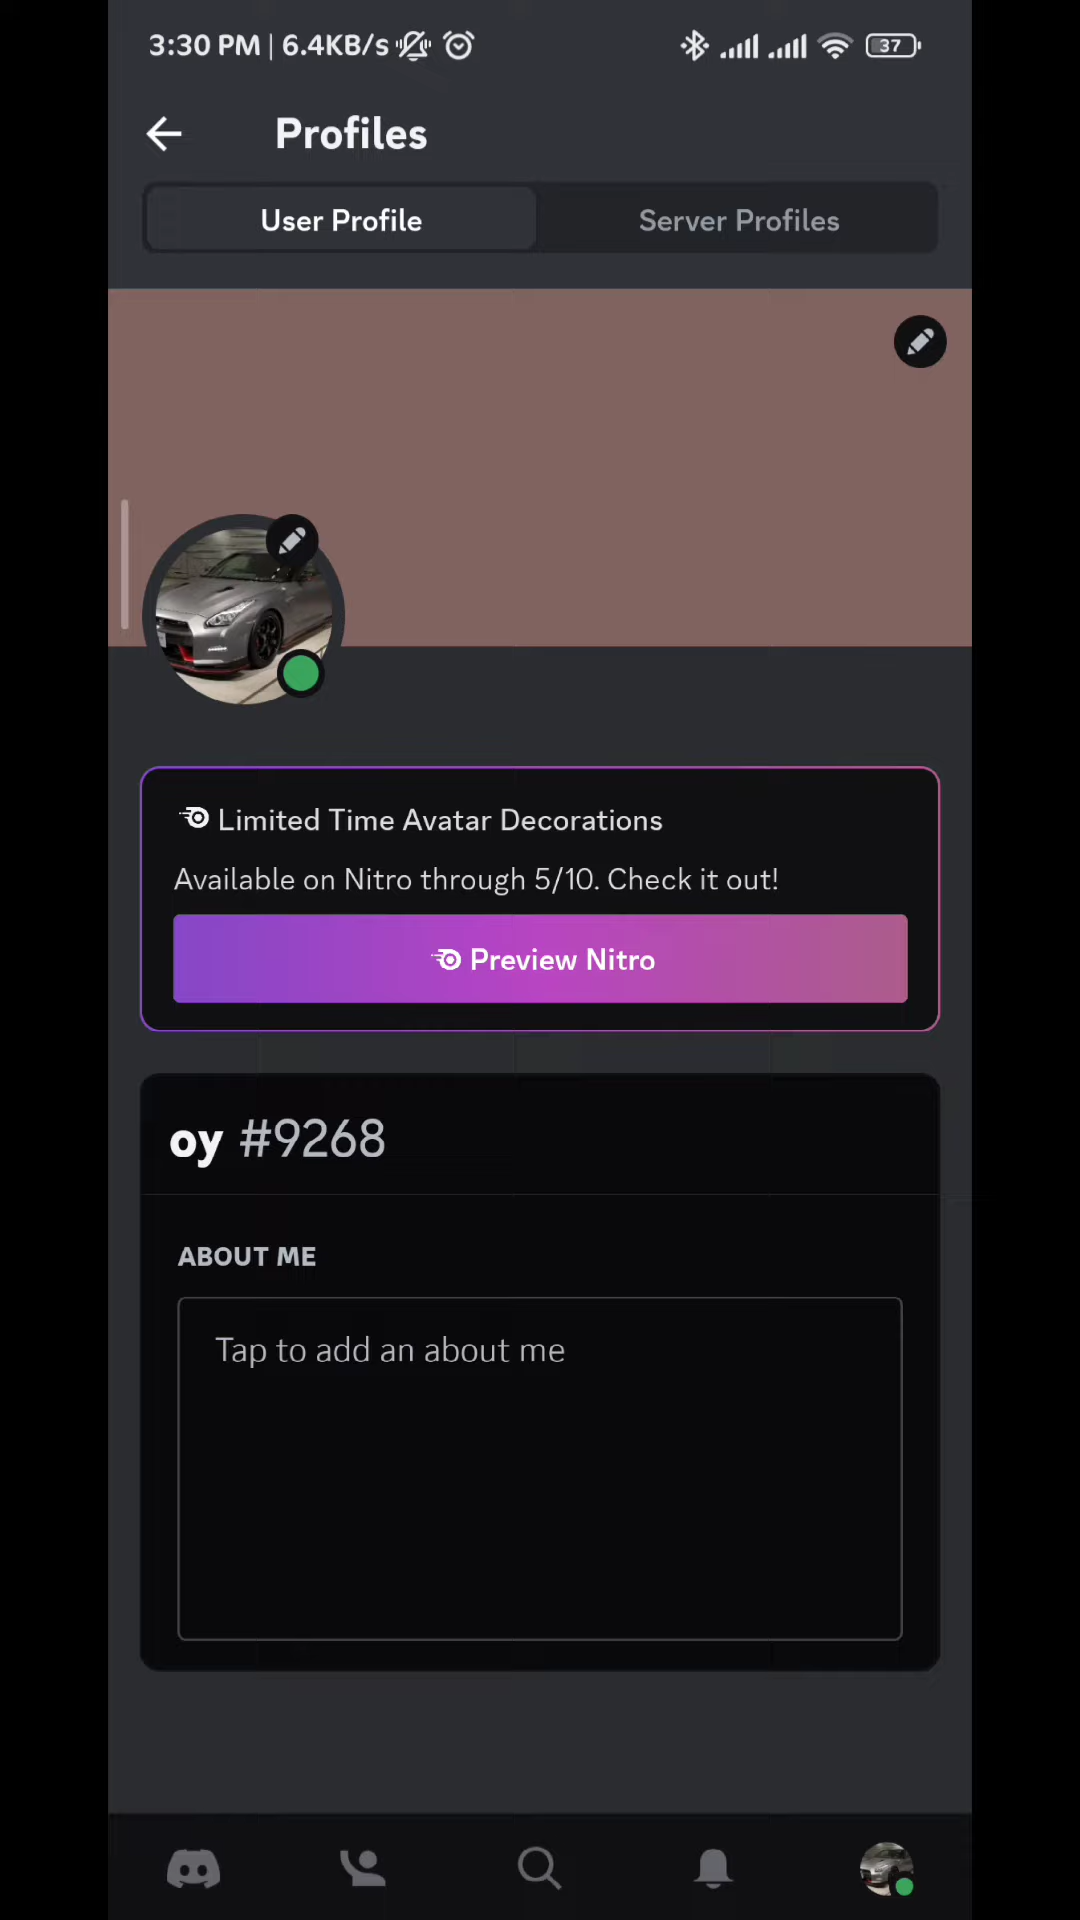 3:30 PM | 6.4KB/s
37
Profiles
User Profile
Server Profiles
Limited Time Avatar Decorations
Available on Nitro through 5/10. Check it out!
Preview Nitro
oy #9268
ABOUT ME
Tap to add an about me